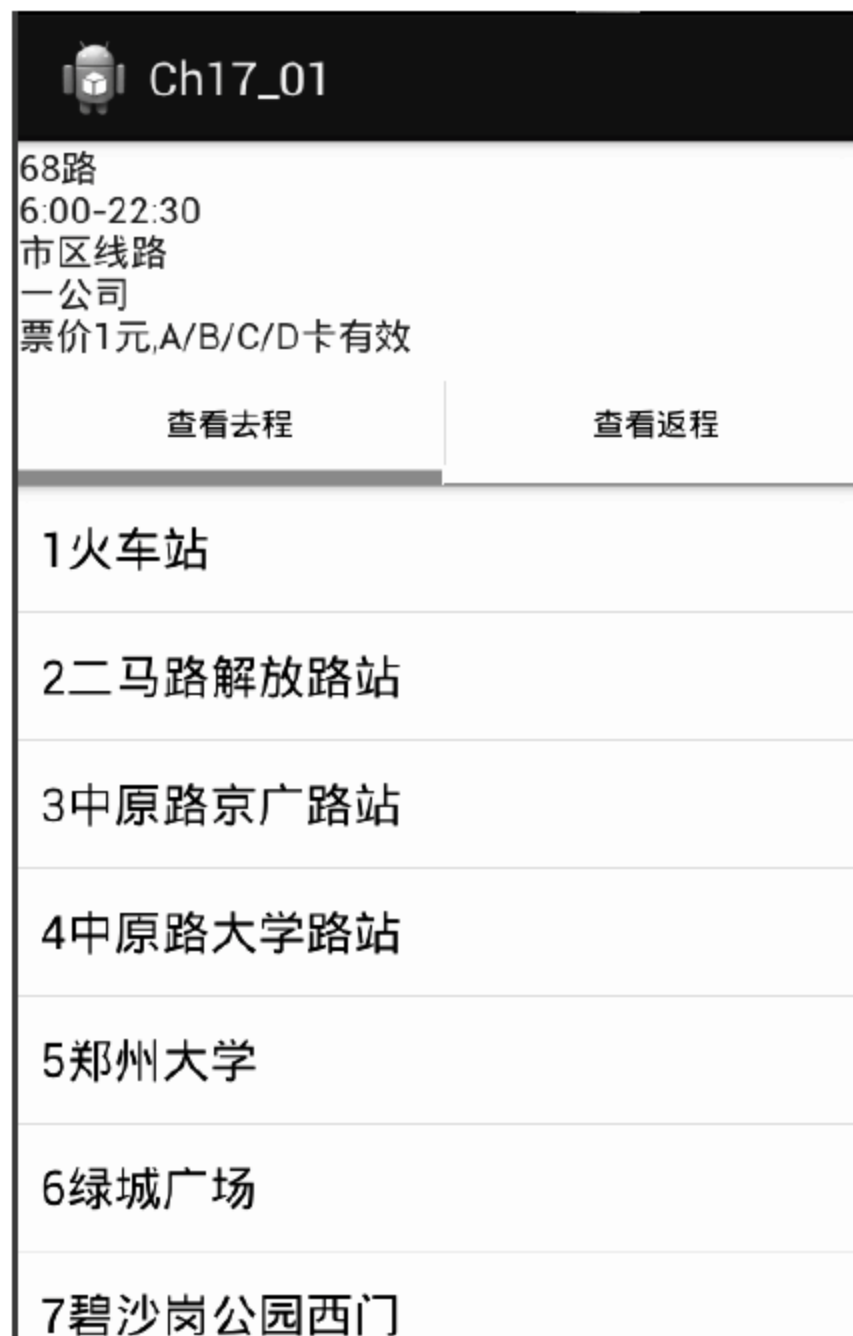 Ch17_01
68路
6:00-22:30
市区线路
一公司
票价1元,A/B/C/D卡有效
查看去程 查看返程
1火车站
2二马路解放路站
3中原路京广路站
4中原路大学路站
5郑州大学
6绿城广场
7碧沙岗公园西门